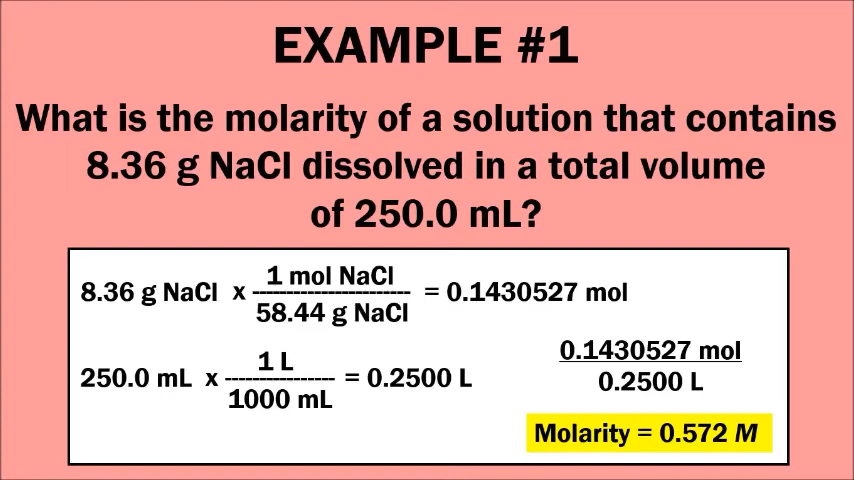 EXAMPLE #1
What is the molarity of a solution that contains
8.36 g NaCl dissolved in a total volume
of 250.0 mL?
1 mol NaCl
8.36 g NaCl x ----------------------- = 0.1430527 mol
58.44 g NaCl
1 L
250.0 mL x ---------------- = 0.2500 L
1000 mL
0.1430527 mol
0.2500 L
Molarity = 0.572 M